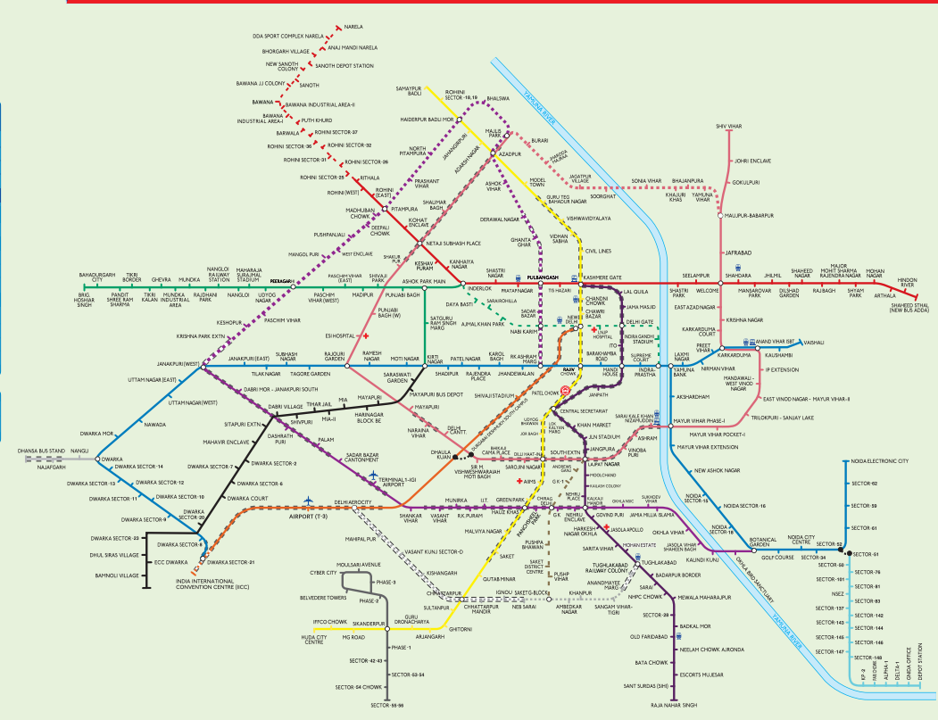 NARELA
DDA SPORT COMPLEX NARELA
ANAJ MANDI NARELA
BHORGARH VILLAGE
NEW SANOTH
COLONY
SANOTH DEPOT STATION
BAWANA JJ COLONY
SANOTH
BAWANA
BAWANA INDUSTRIAL AREA-II
BAWANA
INDUSTRIAL AREA-I
PUTH KHURD
BARWALA
ROHINI SECTOR-37
ROHINI SECTOR-32
ROHINI SECTOR-31
ROHINI SECTOR-26
ROHINI SECTOR-25
RITHALA
ROHINI (WEST)
ROHINI
(EAST)
SAMAYPUR
BADLI
ROHINI
SECTOR-18,19
BHALSWA
HAIDERPUR BADLI MOR
JAHANGIRPURI
MAJLIS
PARK
BURARI
JHARODA
MAJRAA
YAMUNA RIVER
SHIV VIHAR
JOHRI ENCLAVE
GOKULPURI
NORTH
PITAMPURA
ADARSH NAGAR
AZADPUR
MODEL
TOWN
JAGATPUR
VILLAGE
SOORGHAT
SONIA VIHAR
BHAJANPURA
KHAJURI
KHAS
YAMUNA
VIHAR
PRASHANT
VIHAR
ASHOK
VIHAR
GURU TEG
BAHADUR NAGAR
MADHUBAN
CHOWK
PITAMPURA
SHALIMAR
BAGH
DERAWAL NAGAR
VISHWAVIDYALAYA
MAUJPUR-BABARPUR
DEEPALI
CHOWK
KOHAT
ENCLAVE
PUSHPANJALI
NETAJI SUBHASH PLACE
GHANTA
GHAR
VIDHAN
SABHA
CIVIL LINES
JAFRABAD
MANGOL PURI
WEST ENCLAVE
SHAKUR
PUR
KESHAV
PURAM
KANHAIYA
NAGAR
BAHADURGARH
CITY
TIKRI
BORDER
GHEVRA
MUNDKA
NANGLOI
RAILWAY
STATION
MAHARAJA
SURAJMAL
STADIUM
PEERAGARHI
PASCHIM VIHAR
(EAST)
SHIVAJI
PARK
ASHOK PARK MAIN
INDERLOK
SHASTRI
NAGAR
PULBANGASH
KASHMERE GATE
SEELAMPUR
SHAHDARA
JHILMIL
SHAHEED
NAGAR
MAJOR
MOHIT SHARMA
RAJENDRA NAGAR
MOHAN
NAGAR
HINDON
RIVER
BRIG.
HOSHIAR
SINGH
PANDIT
SHREE RAM
SHARMA
TIKRI
KALAN
MUNDKA
INDUSTRIAL
AREA
RAJDHANI
PARK
NANGLOI
UDYOG
NAGAR
PASCHIM
VIHAR (WEST)
MADIPUR
PUNJABI BAGH
DAYA BASTI
SARAI ROHILLA
PRATAPNAGAR
TIS HAZARI
CHANDNI
CHOWK
LAL QUILA
SHASTRI
PARK
WELCOME
MANSAROVAR
PARK
DILSHAD
GARDEN
RAJBAGH
SHYAM
PARK
ARTHALA
SHAHEED STHAL
(NEW BUS ADDA)
KESHOPUR
PASCHIM VIHAR
PUNJABI
BAGH (W)
SATGURU
RAM SINGH
MARG
AJMAL KHAN PARK
SADAR
BAZAR
NABI KARIM
CHAWRI
BAZAR
JAMA MASJID
NEW
DELHI
DELHI GATE
EAST AZAD NAGAR
KRISHNA NAGAR
KRISHNA PARK EXTN
ESI HOSPITAL
LNJP
HOSPITAL
ITO
INDRA GANDHI
STADIUM
KARKARDUMA
COURT
JANAKPURI (WEST)
JANAKPURI (EAST)
SUBHASH
NAGAR
RAJOURI
GARDEN
RAMESH
NAGAR
MOTI NAGAR
KIRTI
NAGAR
PATEL NAGAR
KAROL
BAGH
RK ASHRAM
MARG
RAJIV
CHOWK
BARAKHAMBA
ROAD
SUPREME
COURT
LAXMI
NAGAR
PREET
VIHAR
KARKARDUMA
ANAND VIHAR ISBT
VAISHALI
KAUSHAMBI
TILAK NAGAR
TAGORE GARDEN
SHADIPUR
RAJENDRA
PLACE
JHANDEWALAN
MANDI
HOUSE
INDRA-
PRASTHA
YAMUNA
BANK
NIRMAN VIHAR
IP EXTENSION
UTTAM NAGAR (EAST)
DABRI MOR - JANAKPURI SOUTH
SARASWATI
GARDEN
MAYAPURI BUS DEPOT
SHIVAJI STADIUM
PATEL CHOWK
JANPATH
AKSHARDHAM
MANDAWALI -
WEST VINOD
NAGAR
EAST VINOD NAGAR - MAYUR VIHAR-II
UTTAM NAGAR (WEST)
DABRI VILLAGE
TIHAR JAIL
MIA
MIA-II
HARINAGAR
BLOCK BE
MAYAPURI
CENTRAL SECRETARIAT
TRILOKPURI - SANJAY LAKE
NAWADA
SITAPURI EXTN
SHISHUPURI
NARAINA
VIHAR
DELHI
CANTT.
DURGABAI DESHMUKH SOUTH CAMPUS
UDYOG
BHAWAN
LOK
KALYAN
MARG
KHAN MARKET
SARAI KALE KHAN
NIZAMUDDIN
MAYUR VIHAR PHASE-I
DWARKA MOR
MAHAVIR ENCLAVE
DASHRATH
PURI
PALAM
JOR BAGH
JLN STADIUM
ASHRAM
MAYUR VIHAR POCKET-I
DHANSA BUS STAND
NANGLI
NAJAFGARH
DWARKA
SADAR BAZAR
CANTONMENT
DHAULA
KUAN
BHIKAJI
CAMA PLACE
DILLI HAAT-INA
SOUTH EXTN
JANGPURA
VINOBA
PURI
MAYUR VIHAR EXTENSION
DWARKA SECTOR-14
DWARKA SECTOR-2
SIR M.
VISHWESHWARAIAH
MOTI BAGH
SAROJINI NAGAR
LAJPAT NAGAR
NEW ASHOK NAGAR
NOIDA ELECTRONIC CITY
DWARKA SECTOR-13
DWARKA SECTOR-6
TERMINAL 1-IGI
AIRPORT
AIIMS
MOOLCHAND
KAILASH COLONY
SECTOR-62
DWARKA SECTOR-12
DWARKA COURT
G.K-1
NOIDA
SECTOR-15
DWARKA SECTOR-11
DWARKA SECTOR-10
DELHI AEROCITY
MUNIRKA
I.I.T.
GREEN PARK
CHIRAG
DELHI
NEHRU
PLACE
KALKAJI
MANDIR
OKHLA NSIC
SUKHDEV
VIHAR
NOIDA SECTOR-16
SECTOR-59
DWARKA SECTOR-9
AIRPORT (T-3)
SHANKAR
VIHAR
VASANT
VIHAR
R.K. PURAM
HAUZ KHAS
PANCHSHEEL
PARK
NEHRU
ENCLAVE
GOVIND PURI
JAMIA MILLIA ISLAMIA
SECTOR-61
MALVIYA NAGAR
HARKESH
NAGAR OKHLA
JASOLA APOLLO
OKHLA VIHAR
NOIDA
SECTOR-18
DWARKA SECTOR-23
DWARKA SECTOR-8
MAHIPAL PUR
PUSHPA
BHAWAN
SARITA VIHAR
JASOLA VIHAR
SHAHEEN BAGH
BOTANICAL
GARDEN
NOIDA CITY
CENTRE
SECTOR-52
SECTOR-51
DHUL SIRAS VILLAGE
ECC DWARKA
DWARKA SECTOR-21
VASANT KUNJ SECTOR-D
SAKET
SAKET
DISTRICT
CENTRE
MOHAN ESTATE
KALINDI KUNJ
GOLF COURSE
SECTOR-34
BAMNOLI VILLAGE
INDIA INTERNATIONAL
CONVENTION CENTRE (IICC)
MOULSARI AVENUE
CYBER CITY
PHASE-3
KISHANGARH
QUTAB MINAR
PUSHP
VIHAR
TUGHLAKABAD
RAILWAY COLONY
TUGHLAKABAD
BADARPUR BORDER
OKHLA BIRD SANCTUARY
SECTOR-76
SECTOR-101
SECTOR-81
BELVEDERE TOWERS
PHASE-2
CHHATARPUR
IGNOU
SAKET G-BLOCK
KHANPUR
ANANDMAYEE
MARG
SARAI
NHPC CHOWK
NSEZ
SECTOR-83
SULTANPUR
CHHATTARPUR
MANDIR
NEB SARAI
AMBEDKAR
NAGAR
SANGAM VIHAR-
TIGRI
MEWALA MAHARAJPUR
SECTOR-137
SECTOR-142
IFFCO CHOWK
SIKANDERPUR
GURU
DRONACHARYA
GHITORNI
SECTOR-28
BADKAL MOR
YAMUNA RIVER
SECTOR-143
SECTOR-144
HUDA CITY
CENTRE
MG ROAD
ARJANGARH
OLD FARIDABAD
SECTOR-145
SECTOR-146
PHASE-1
NEELAM CHOWK AJRONDA
SECTOR-147
SECTOR-148
SECTOR-42-43
BATA CHOWK
SECTOR-53-54
ESCORTS MUJESAR
KP-2
ALPHA-1
DELTA-1
GNIDA OFFICE
DEPOT STATION
SECTOR-54 CHOWK
SANT SURDAS (SIHI)
SECTOR-55-56
RAJA NAHAR SINGH